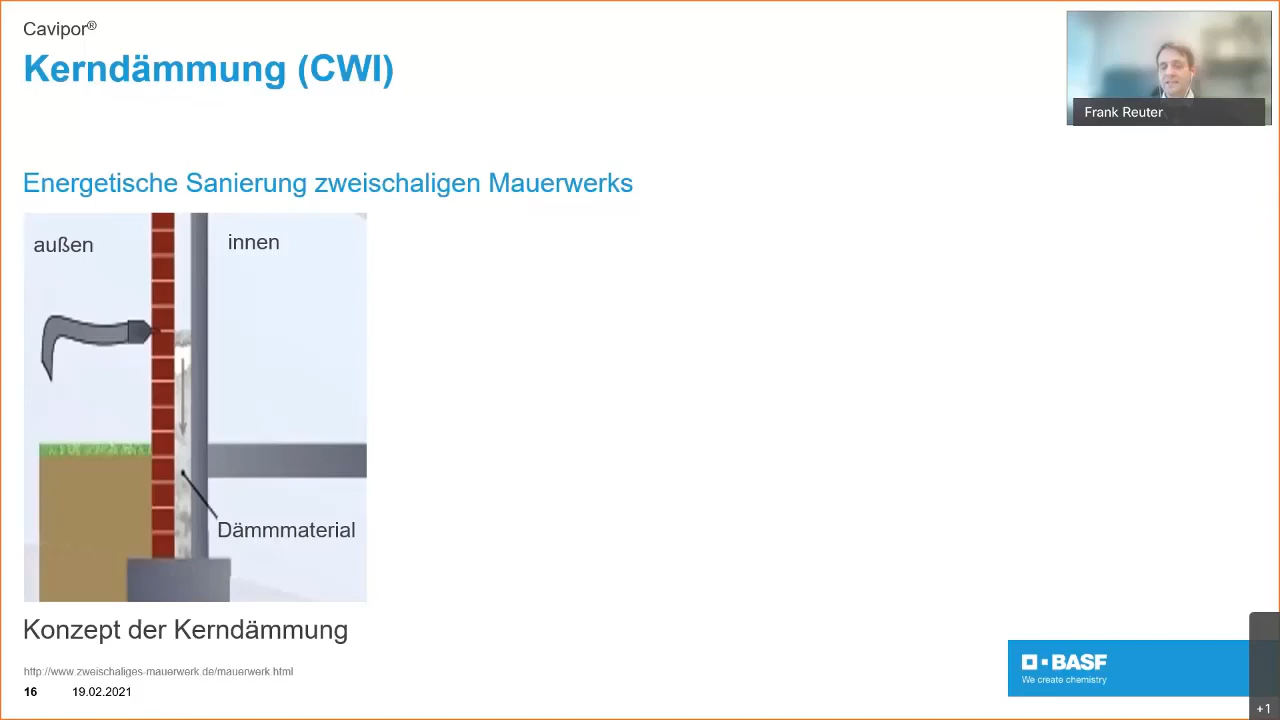 Cavipor®
Kerndämmung (CWI)
Frank Reuter
Energetische Sanierung zweischaligen Mauerwerks
außen
innen
Dämmmaterial
Konzept der Kerndämmung
http://www.zweischaliges-mauerwerk.de/mauerwerk.html
16 19.02.2021
BASF
We create chemistry
+1